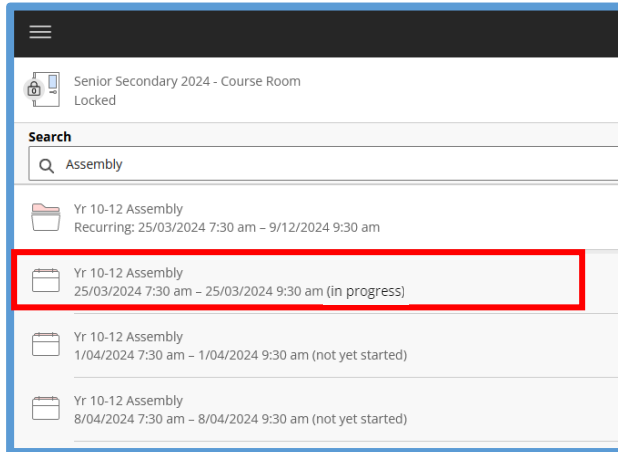 Senior Secondary 2024 - Course Room
Locked
Search
Assembly
Yr 10-12 Assembly
Recurring: 25/03/2024 7:30 am – 9/12/2024 9:30 am
Yr 10-12 Assembly
25/03/2024 7:30 am – 25/03/2024 9:30 am (in progress)
Yr 10-12 Assembly
1/04/2024 7:30 am – 1/04/2024 9:30 am (not yet started)
Yr 10-12 Assembly
8/04/2024 7:30 am – 8/04/2024 9:30 am (not yet started)